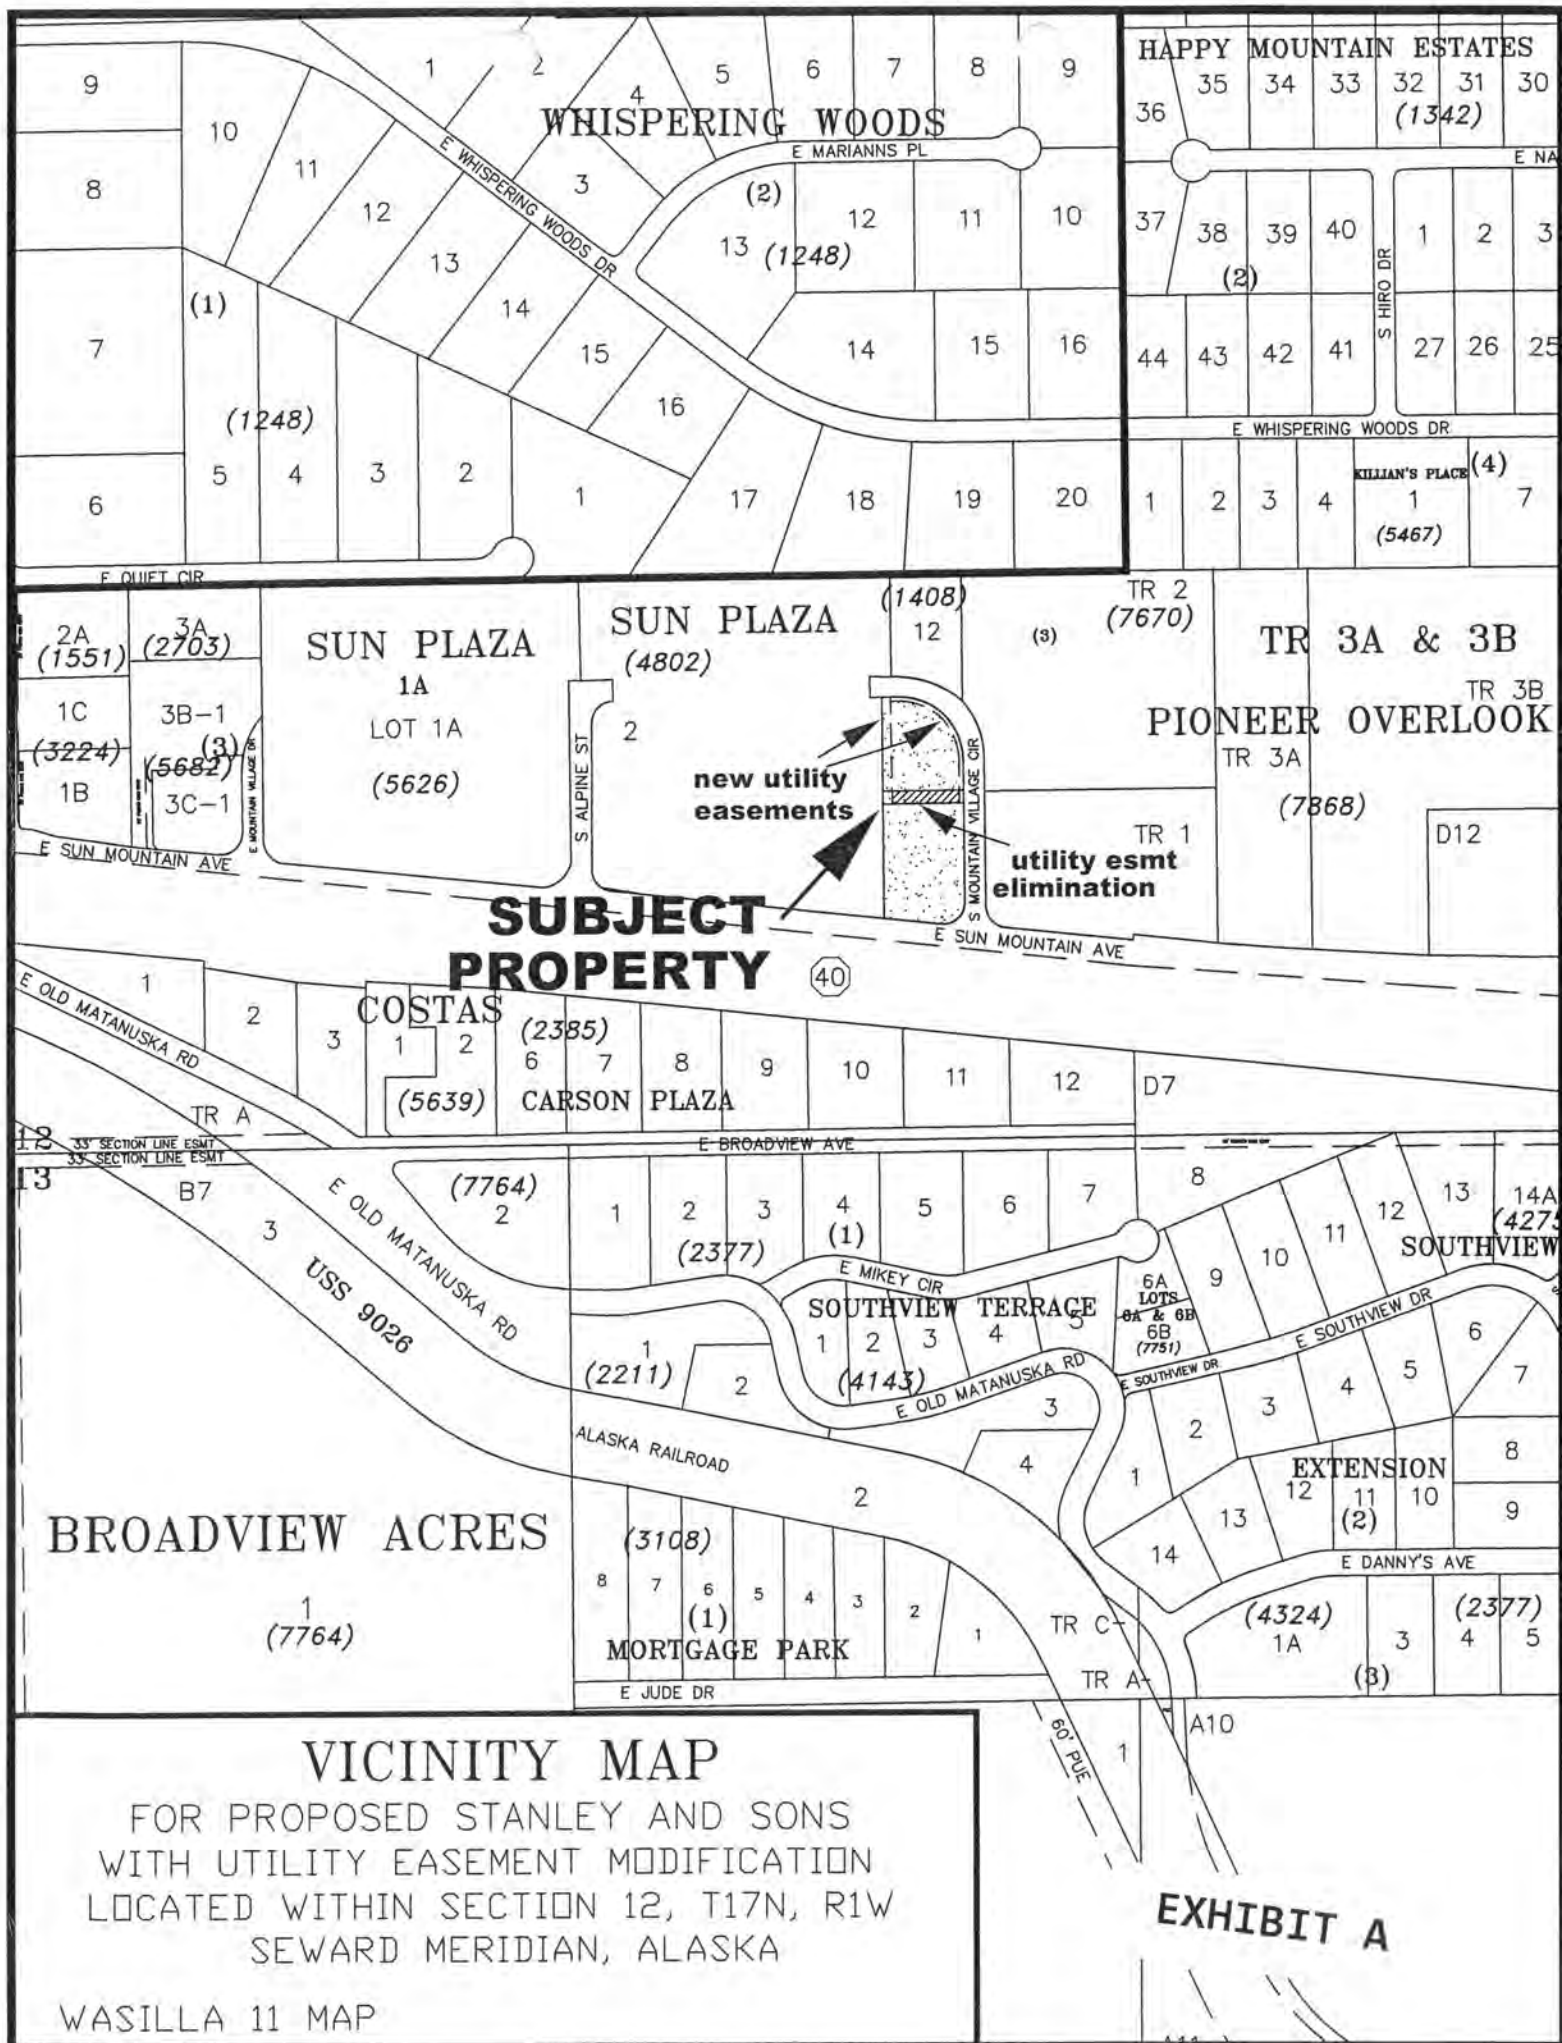 HAPPY MOUNTAIN ESTATES
9
1
2
4
5
6
7
8
9
36
35
34
33
32
31
30
(1342)
10
WHISPERING WOODS
E MARIANNS PL
E NA
8
11
E WHISPERING WOODS DR
3
(2)
12
12
11
10
37
38
39
40
1
2
3
13
13
(1248)
(2)
S HIRO DR
(1)
14
7
15
14
15
16
44
43
42
41
27
26
25
16
(1248)
E WHISPERING WOODS DR
5
4
3
2
KILLIAN'S PLACE
(4)
6
1
17
18
19
20
1
2
3
4
1
7
(5467)
E QUIET CIR
2A
(1551)
3A
(2703)
SUN PLAZA
1A
LOT 1A
(5626)
SUN PLAZA
(4802)
2
(1408)
12
(3)
TR 2
(7670)
TR 3A & 3B
TR 3B
PIONEER OVERLOOK
TR 3A
(7868)
1C
(3224)
3B-1
(3)
(5682)
1B
3C-1
E MOUNTAIN VILLAGE DR
S ALPINE ST
new utility
easements
S MOUNTAIN VILLAGE CIR
TR 1
D12
E SUN MOUNTAIN AVE
utility esmt
elimination
SUBJECT
PROPERTY
E SUN MOUNTAIN AVE
40
1
E OLD MATANUSKA RD
2
3
COSTAS
1
2
(2385)
6
7
8
9
10
11
12
D7
(5639)
CARSON PLAZA
TR A
12
33' SECTION LINE ESMT
33' SECTION LINE ESMT
13
E BROADVIEW AVE
B7
3
(7764)
2
1
2
3
4
5
6
7
8
(1)
(2377)
13
14A
(4275
12
11
10
9
SOUTHVIEW
E OLD MATANUSKA RD
USS 9026
E MIKEY CIR
SOUTHVIEW TERRAGE
6A
LOTS
6A & 6B
6B
(7751)
E SOUTHVIEW DR
1
2
3
4
5
6
7
1
(2211)
2
(4143)
E OLD MATANUSKA RD
E SOUTHVIEW DR
3
5
4
3
2
1
ALASKA RAILROAD
4
2
8
EXTENSION
12
11
10
(2)
9
13
14
BROADVIEW ACRES
1
(7764)
(3108)
8
7
6
5
4
3
2
1
(1)
MORTGAGE PARK
E JUDE DR
E DANNY'S AVE
TR C
TR A
(4324)
1A
3
(2377)
4
5
(3)
60' PUE
1
A10
VICINITY MAP
FOR PROPOSED STANLEY AND SONS
WITH UTILITY EASEMENT MODIFICATION
LOCATED WITHIN SECTION 12, T17N, R1W
SEWARD MERIDIAN, ALASKA
WASILLA 11 MAP
EXHIBIT A